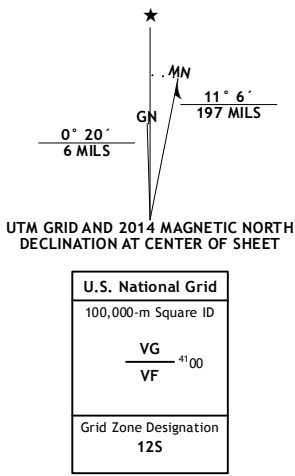 ★
MN
GN
11° 6´
197 MILS
0° 20´
6 MILS
UTM GRID AND 2014 MAGNETIC NORTH
DECLINATION AT CENTER OF SHEET
U.S. National Grid
100,000-m Square ID
VG
4100
VF
Grid Zone Designation
12S